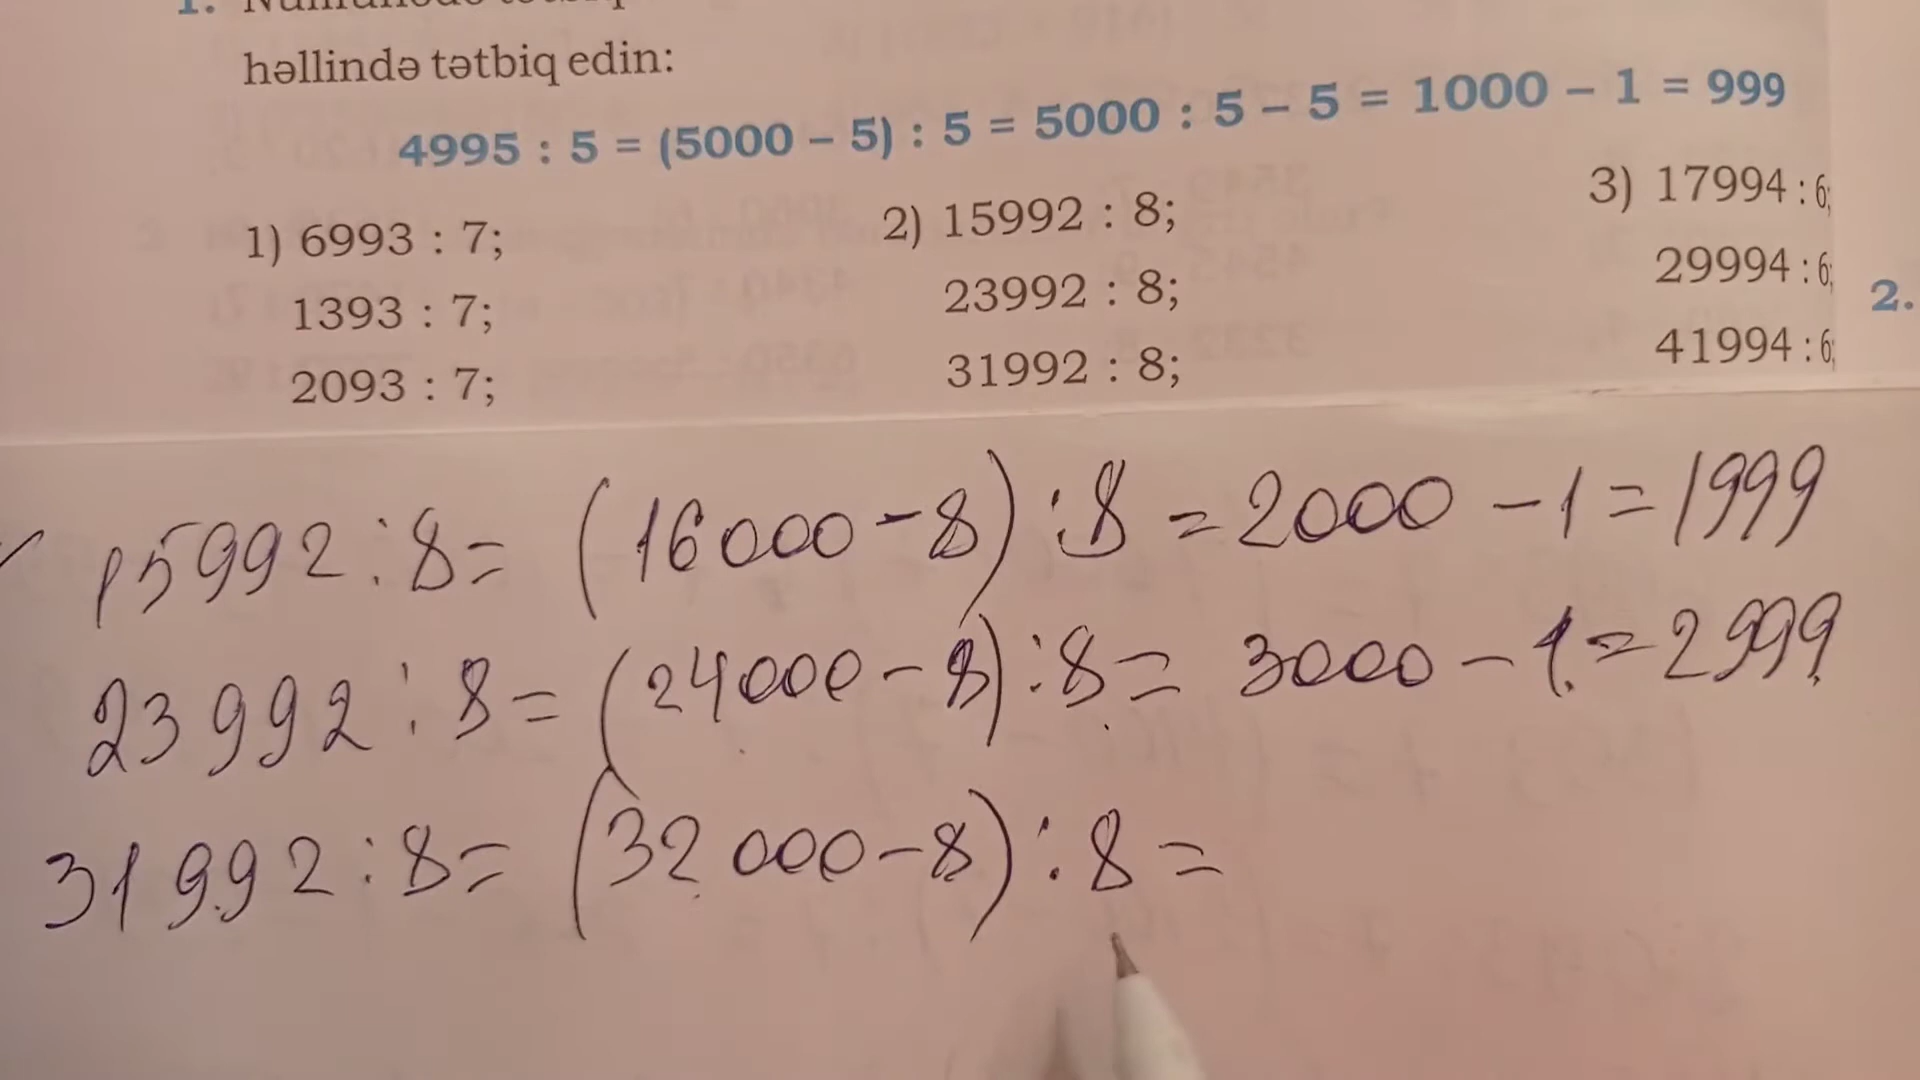 1.
həllində tətbiq edin:
4995 : 5 = (5000 – 5) : 5 = 5000 : 5 – 5 = 1000 – 1 = 999
1) 6993 : 7;
1393 : 7;
2093 : 7;
2) 15992 : 8;
23992 : 8;
31992 : 8;
3) 17994 : 6;
29994 : 6;
41994 : 6;
2.
15992 : 8 = (16000 - 8) : 8 = 2000 - 1 = 1999
23992 : 8 = (24000 - 8) : 8 = 3000 - 1 = 2999
31992 : 8 = (32000 - 8) : 8 =